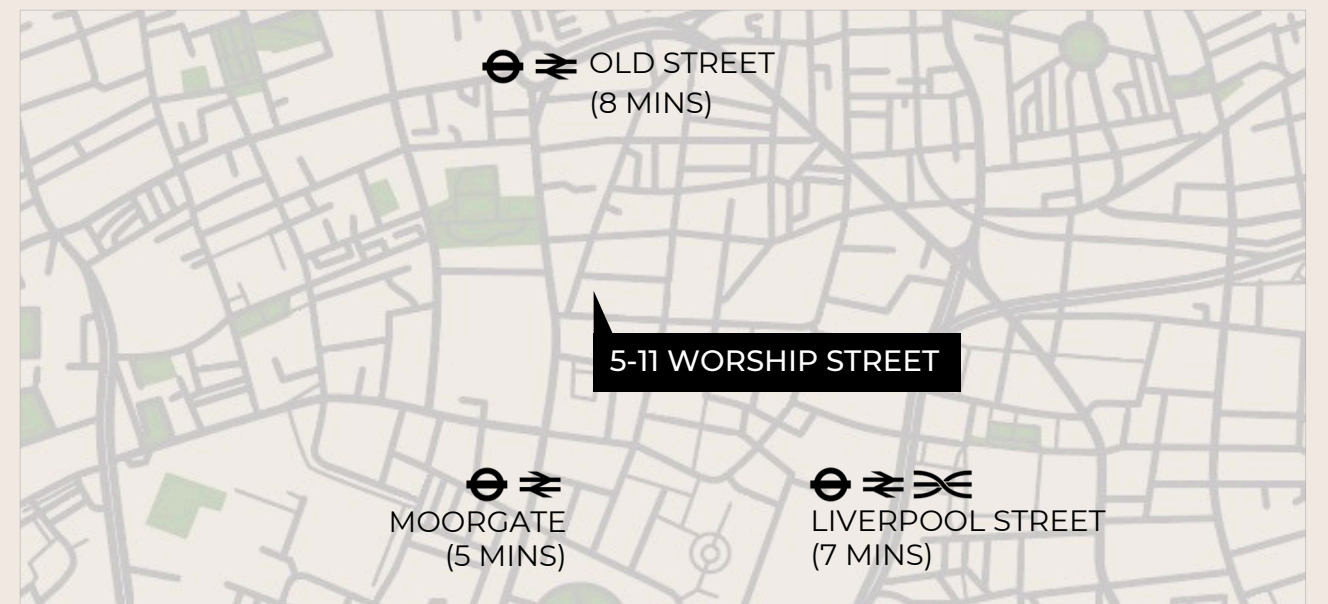 OLD STREET
(8 MINS)
5-11 WORSHIP STREET
MOORGATE
(5 MINS)
LIVERPOOL STREET
(7 MINS)